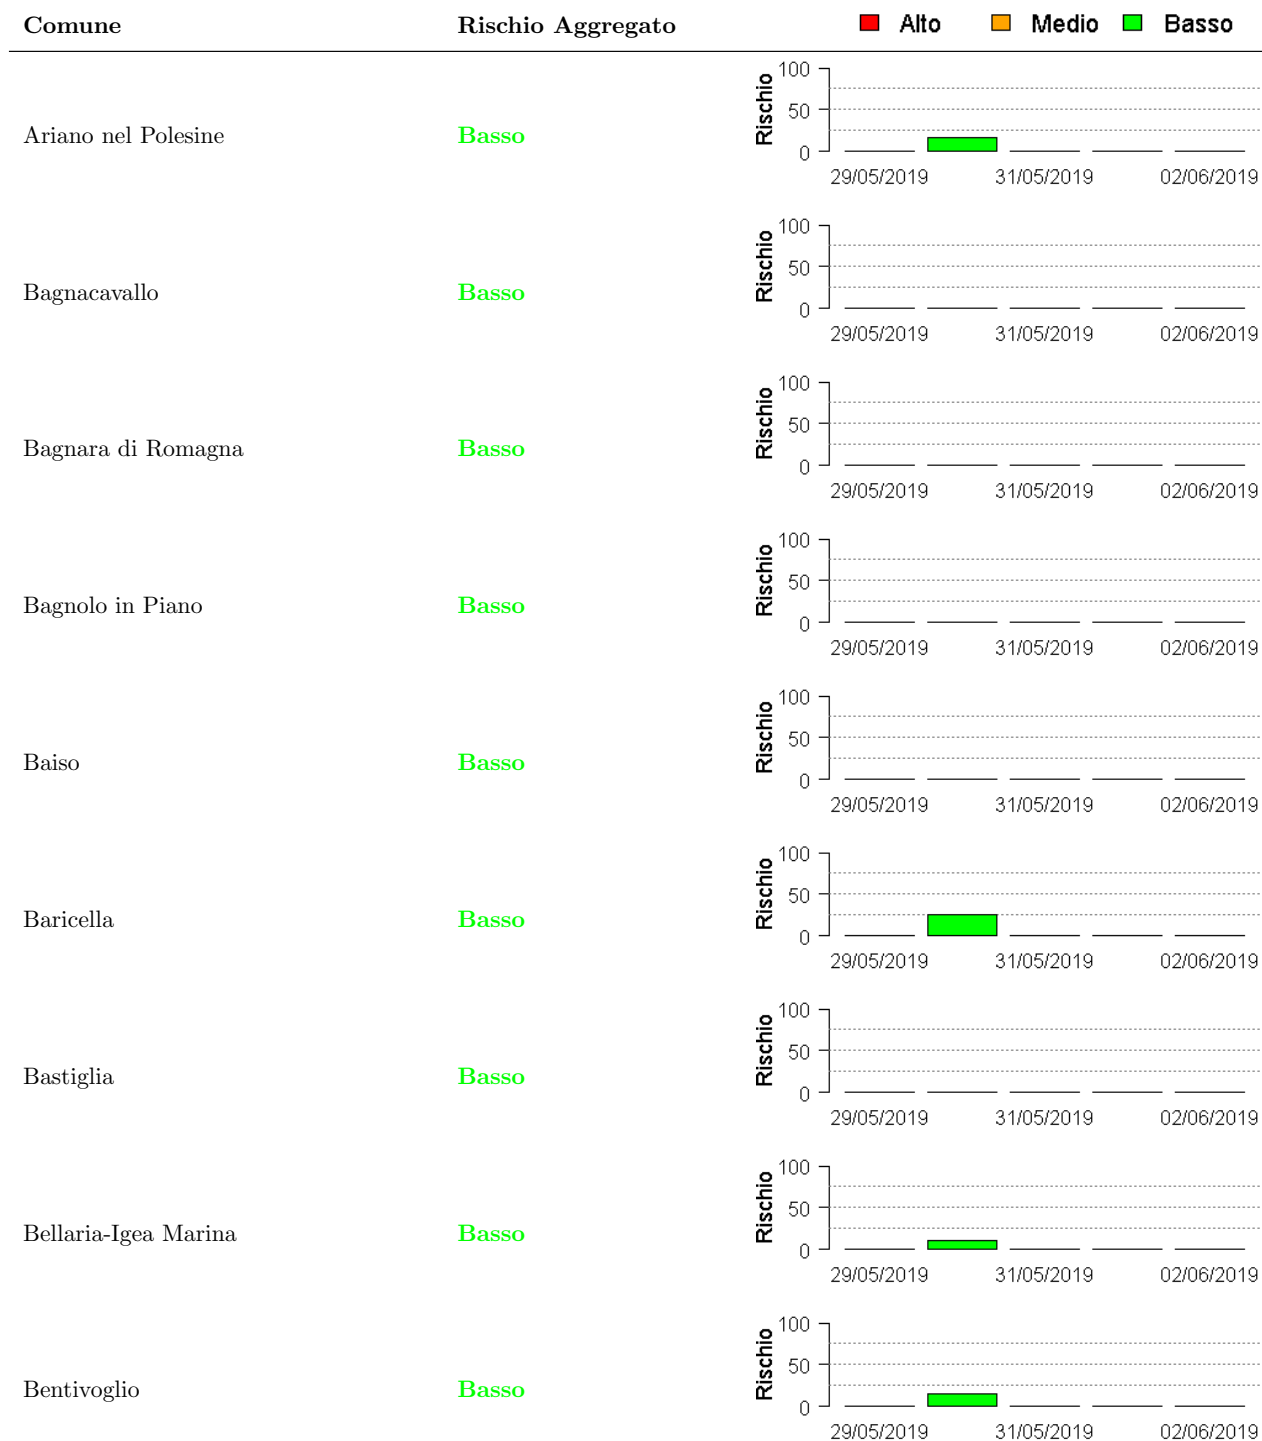 Comune Rischio Aggregato Alto Medio Basso
Ariano nel Polesine Basso Rischio 100 50 0
29/05/2019 31/05/2019 02/06/2019
Bagnacavallo Basso Rischio 100 50 0
29/05/2019 31/05/2019 02/06/2019
Bagnara di Romagna Basso Rischio 100 50 0
29/05/2019 31/05/2019 02/06/2019
Bagnolo in Piano Basso Rischio 100 50 0
29/05/2019 31/05/2019 02/06/2019
Baiso Basso Rischio 100 50 0
29/05/2019 31/05/2019 02/06/2019
Baricella Basso Rischio 100 50 0
29/05/2019 31/05/2019 02/06/2019
Bastiglia Basso Rischio 100 50 0
29/05/2019 31/05/2019 02/06/2019
Bellaria-Igea Marina Basso Rischio 100 50 0
29/05/2019 31/05/2019 02/06/2019
Bentivoglio Basso Rischio 100 50 0
29/05/2019 31/05/2019 02/06/2019